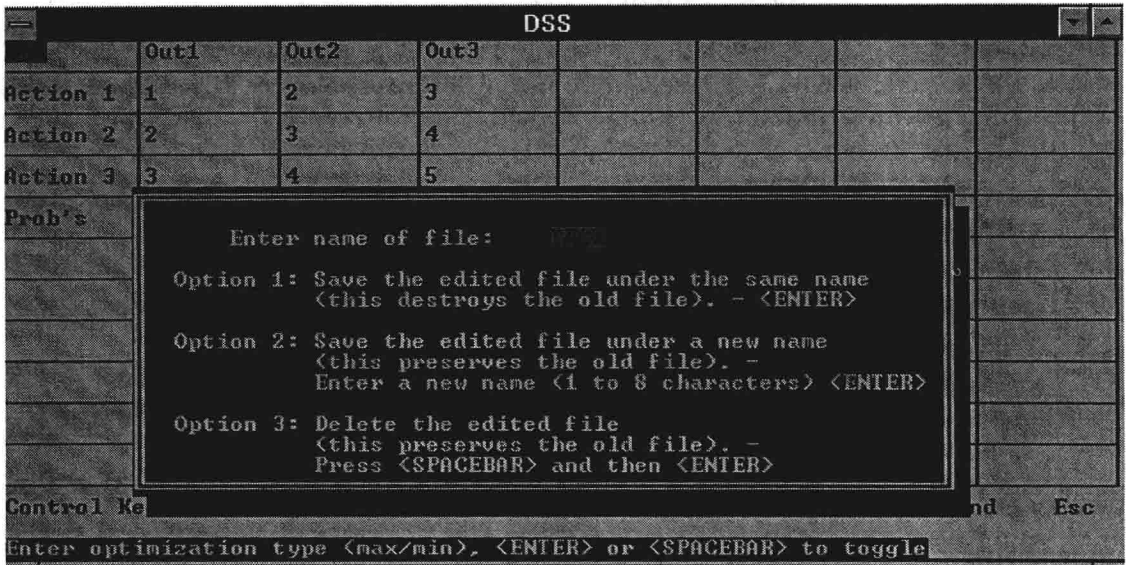 DSS
Out1 Out2 Out3
Action 1 1 2 3
Action 2 2 3 4
Action 3 3 4 5
Prob's
Enter name of file:
Option 1: Save the edited file under the same name
(this destroys the old file). - <ENTER>
Option 2: Save the edited file under a new name
(this preserves the old file). -
Enter a new name (1 to 8 characters) <ENTER>
Option 3: Delete the edited file
(this preserves the old file). -
Press <SPACEBAR> and then <ENTER>
Control Ke nd Esc
Enter optimization type (max/min), <ENTER> or <SPACEBAR> to toggle